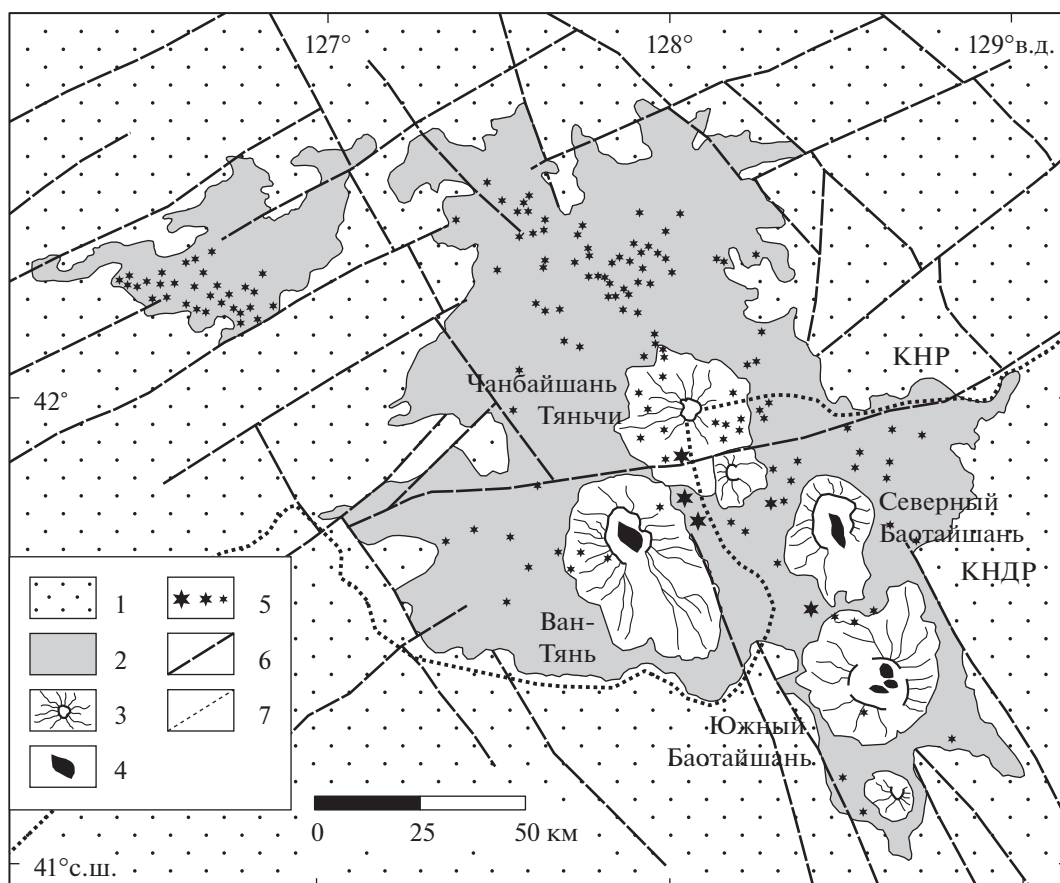 127°
128°
129°в.д.
КНР
42°
Чанбайшань
Тяньчи
Северный
Баотайшань
КНДР
Ван-
Тянь
Южный
Баотайшань
1
2
3
4
5
6
7
0
25
50 км
41°с.ш.